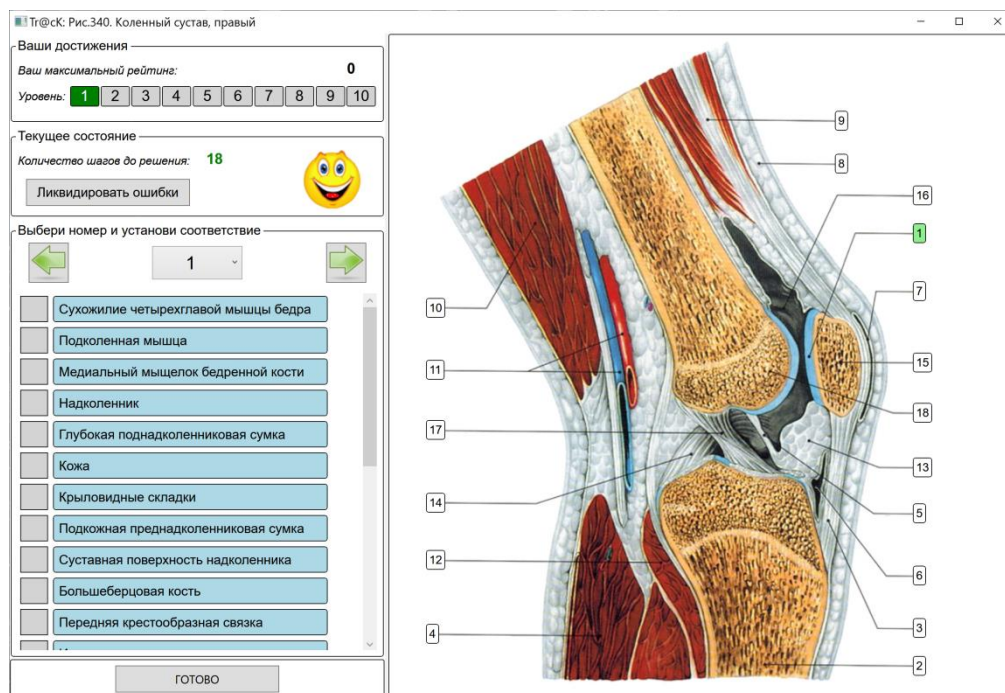 Tr@cK: Рис.340. Коленный сустав, правый
Ваши достижения
Ваш максимальный рейтинг: 0
Уровень: 1 2 3 4 5 6 7 8 9 10
Текущее состояние
Количество шагов до решения: 18
Ликвидировать ошибки
Выбери номер и установи соответствие
1
Сухожилие четырехглавой мышцы бедра
Подколенная мышца
Медиальный мыщелок бедренной кости
Надколенник
Глубокая поднадколенниковая сумка
Кожа
Крыловидные складки
Подкожная преднадколенниковая сумка
Суставная поверхность надколенника
Большеберцовая кость
Передняя крестообразная связка
ГОТОВО
9
8
16
1
7
10
15
11
18
17
13
14
5
12
6
4
3
2